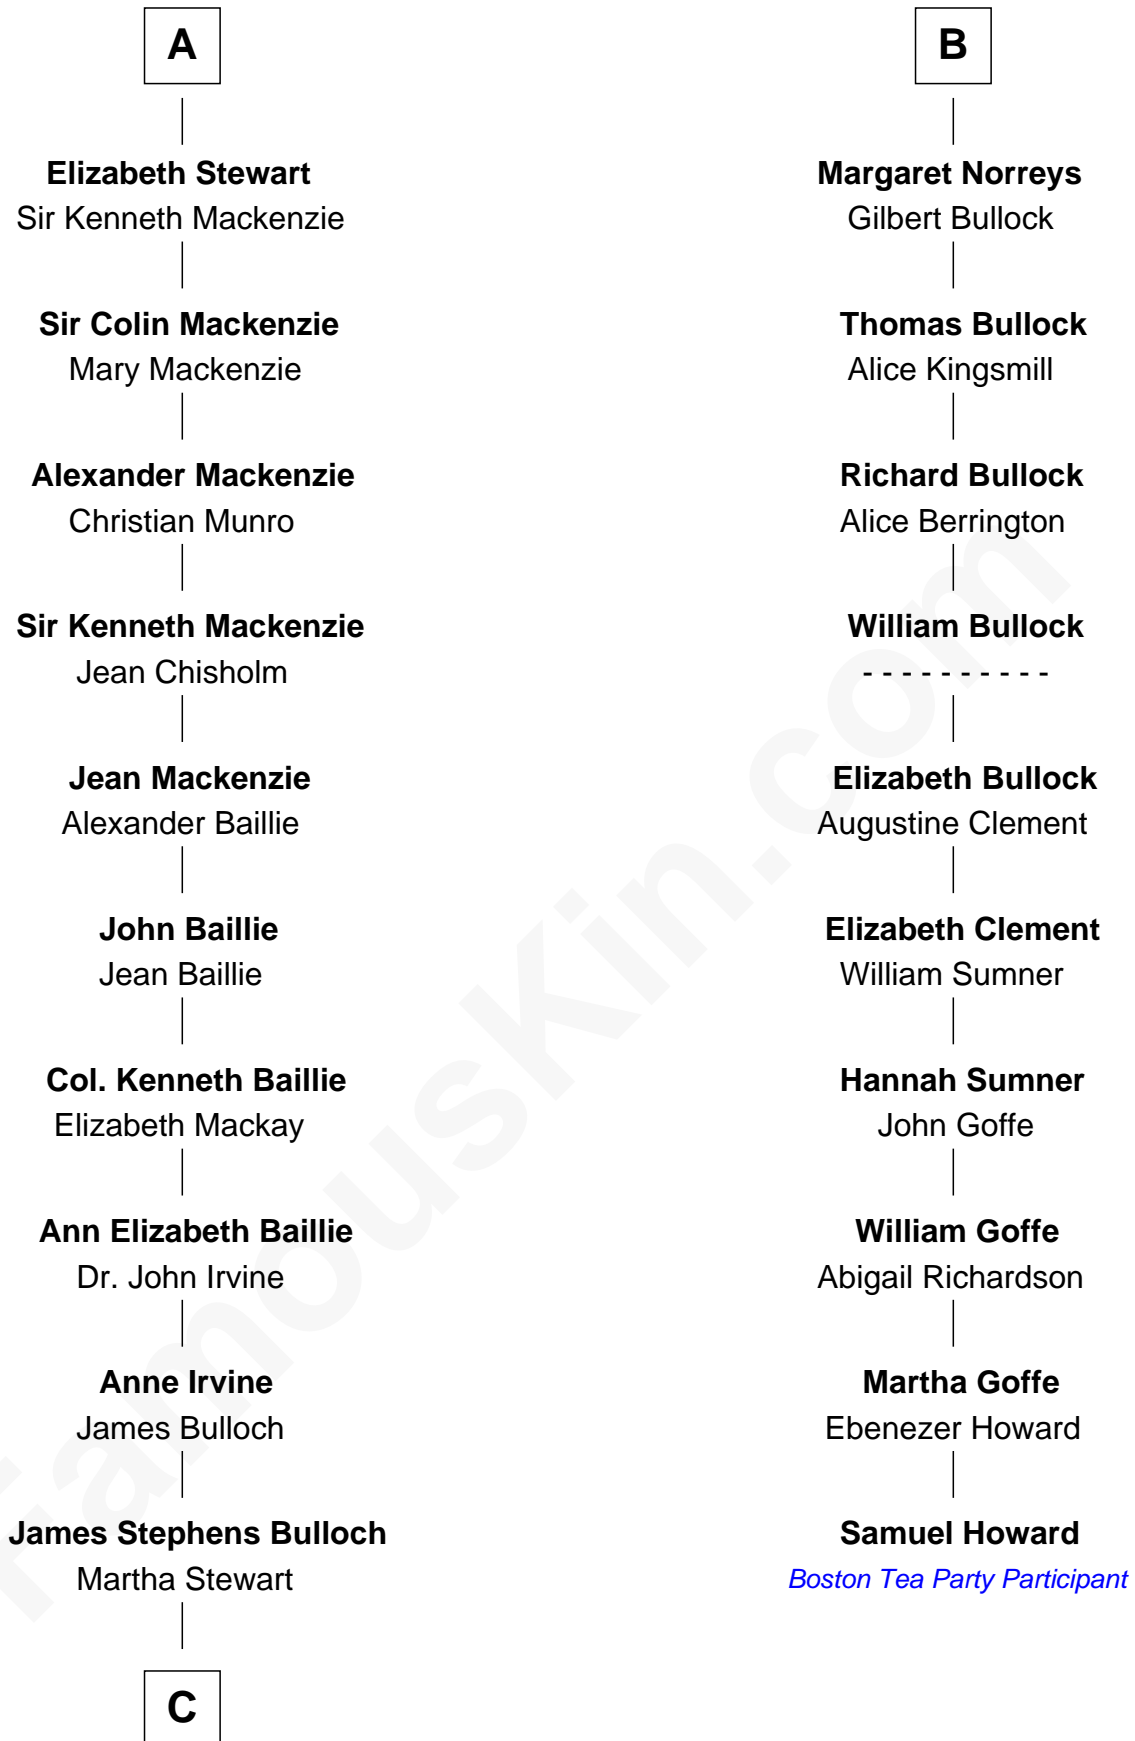 A
Elizabeth Stewart
Sir Kenneth Mackenzie
Sir Colin Mackenzie
Mary Mackenzie
Alexander Mackenzie
Christian Munro
Sir Kenneth Mackenzie
Jean Chisholm
Jean Mackenzie
Alexander Baillie
John Baillie
Jean Baillie
Col. Kenneth Baillie
Elizabeth Mackay
Ann Elizabeth Baillie
Dr. John Irvine
Anne Irvine
James Bulloch
James Stephens Bulloch
Martha Stewart
C
B
Margaret Norreys
Gilbert Bullock
Thomas Bullock
Alice Kingsmill
Richard Bullock
Alice Berrington
William Bullock
- - - - - - - - - -
Elizabeth Bullock
Augustine Clement
Elizabeth Clement
William Sumner
Hannah Sumner
John Goffe
William Goffe
Abigail Richardson
Martha Goffe
Ebenezer Howard
Samuel Howard
Boston Tea Party Participant
FamousKin.com